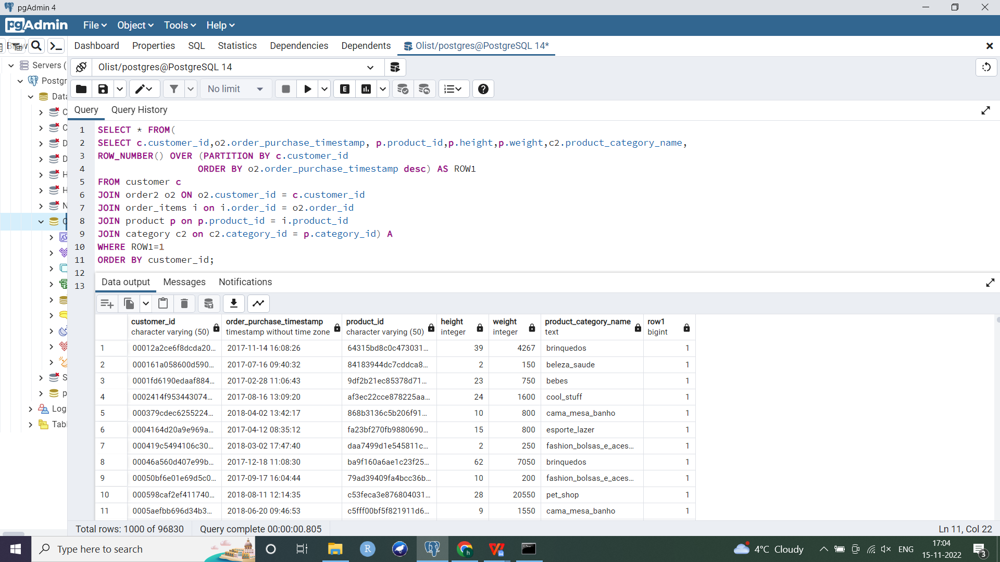 pgAdmin 4
pgAdmin File Object Tools Help
Dashboard Properties SQL Statistics Dependencies Dependents Olist/postgres@PostgreSQL 14*
Servers (
Olist/postgres@PostgreSQL 14
Postgr
No limit
Data
Query Query History
1 SELECT * FROM(
2 SELECT c.customer_id,o2.order_purchase_timestamp, p.product_id,p.height,p.weight,c2.product_category_name,
3 ROW_NUMBER() OVER (PARTITION BY c.customer_id
4 ORDER BY o2.order_purchase_timestamp desc) AS ROW1
5 FROM customer c
6 JOIN order2 o2 ON o2.customer_id = c.customer_id
7 JOIN order_items i on i.order_id = o2.order_id
8 JOIN product p on p.product_id = i.product_id
9 JOIN category c2 on c2.category_id = p.category_id) A
10 WHERE ROW1=1
11 ORDER BY customer_id;
12
13
Data output Messages Notifications
customer_id order_purchase_timestamp product_id height weight product_category_name row1
character varying (50) timestamp without time zone character varying (50) integer integer text bigint
1 00012a2ce6f8dcda20... 2017-11-14 16:08:26 64315bd8c0c473031... 39 4267 brinquedos 1
2 000161a058600d590... 2017-07-16 09:40:32 84183944dc7cddca8... 2 150 beleza_saude 1
3 0001fd6190edaaf884... 2017-02-28 11:06:43 9df2b21ec85378d71... 23 750 bebes 1
4 0002414f953443074... 2017-08-16 13:09:20 af3ec22cce878225aa... 24 1600 cool_stuff 1
5 000379cdec6255224... 2018-04-02 13:42:17 868b3136c5b206f91... 10 800 cama_mesa_banho 1
6 0004164d20a9e969a... 2017-04-12 08:35:12 fa23bf270fb9880690... 15 800 esporte_lazer 1
7 000419c5494106c30... 2018-03-02 17:47:40 daa7499d1e545811c... 2 250 fashion_bolsas_e_aces... 1
8 00046a560d407e99b... 2017-12-18 11:08:30 ba9f160a6ae1c23f25... 62 7050 brinquedos 1
9 00050bf6e01e69d5c0... 2017-09-17 16:04:44 79ad39409fa4bcc36b... 10 200 fashion_bolsas_e_aces... 1
10 000598caf2ef411740... 2018-08-11 12:14:35 c53feca3e876804031... 28 20550 pet_shop 1
11 0005aefbb696d34b3... 2018-06-20 09:46:53 c5fff00bf5f821911d6... 9 1550 cama_mesa_banho 1
Log
Tabl
Total rows: 1000 of 96830 Query complete 00:00:00.805 Ln 11, Col 22
Type here to search
4°C Cloudy ENG
17:04
15-11-2022
3